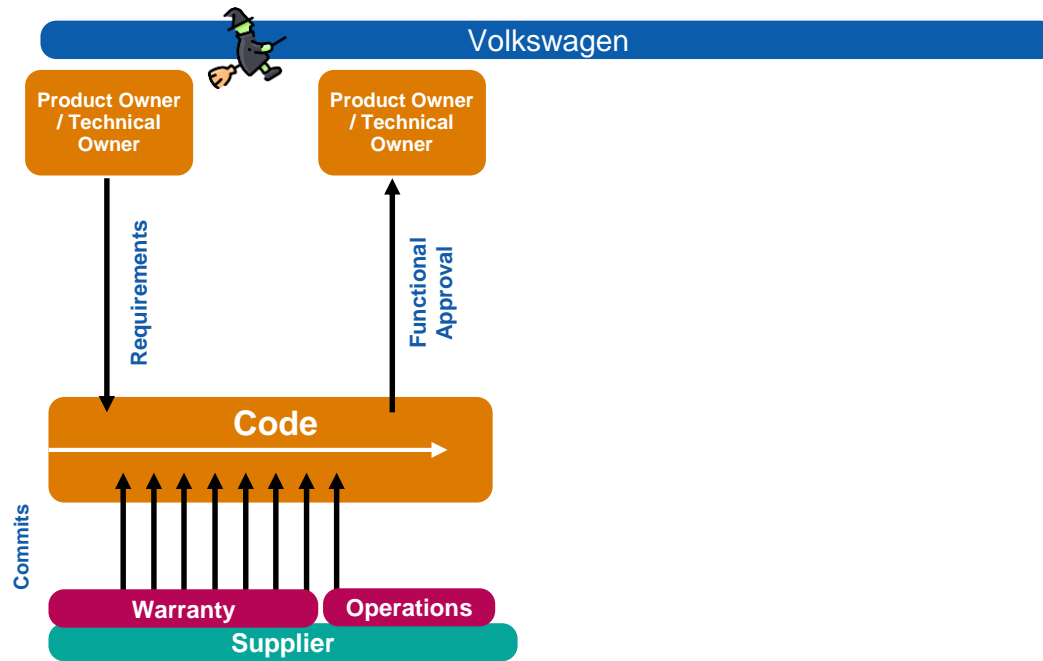 Volkswagen
Product Owner
/ Technical
Owner
Product Owner
/ Technical
Owner
Requirements
Functional
Approval
Code
Commits
Warranty
Operations
Supplier